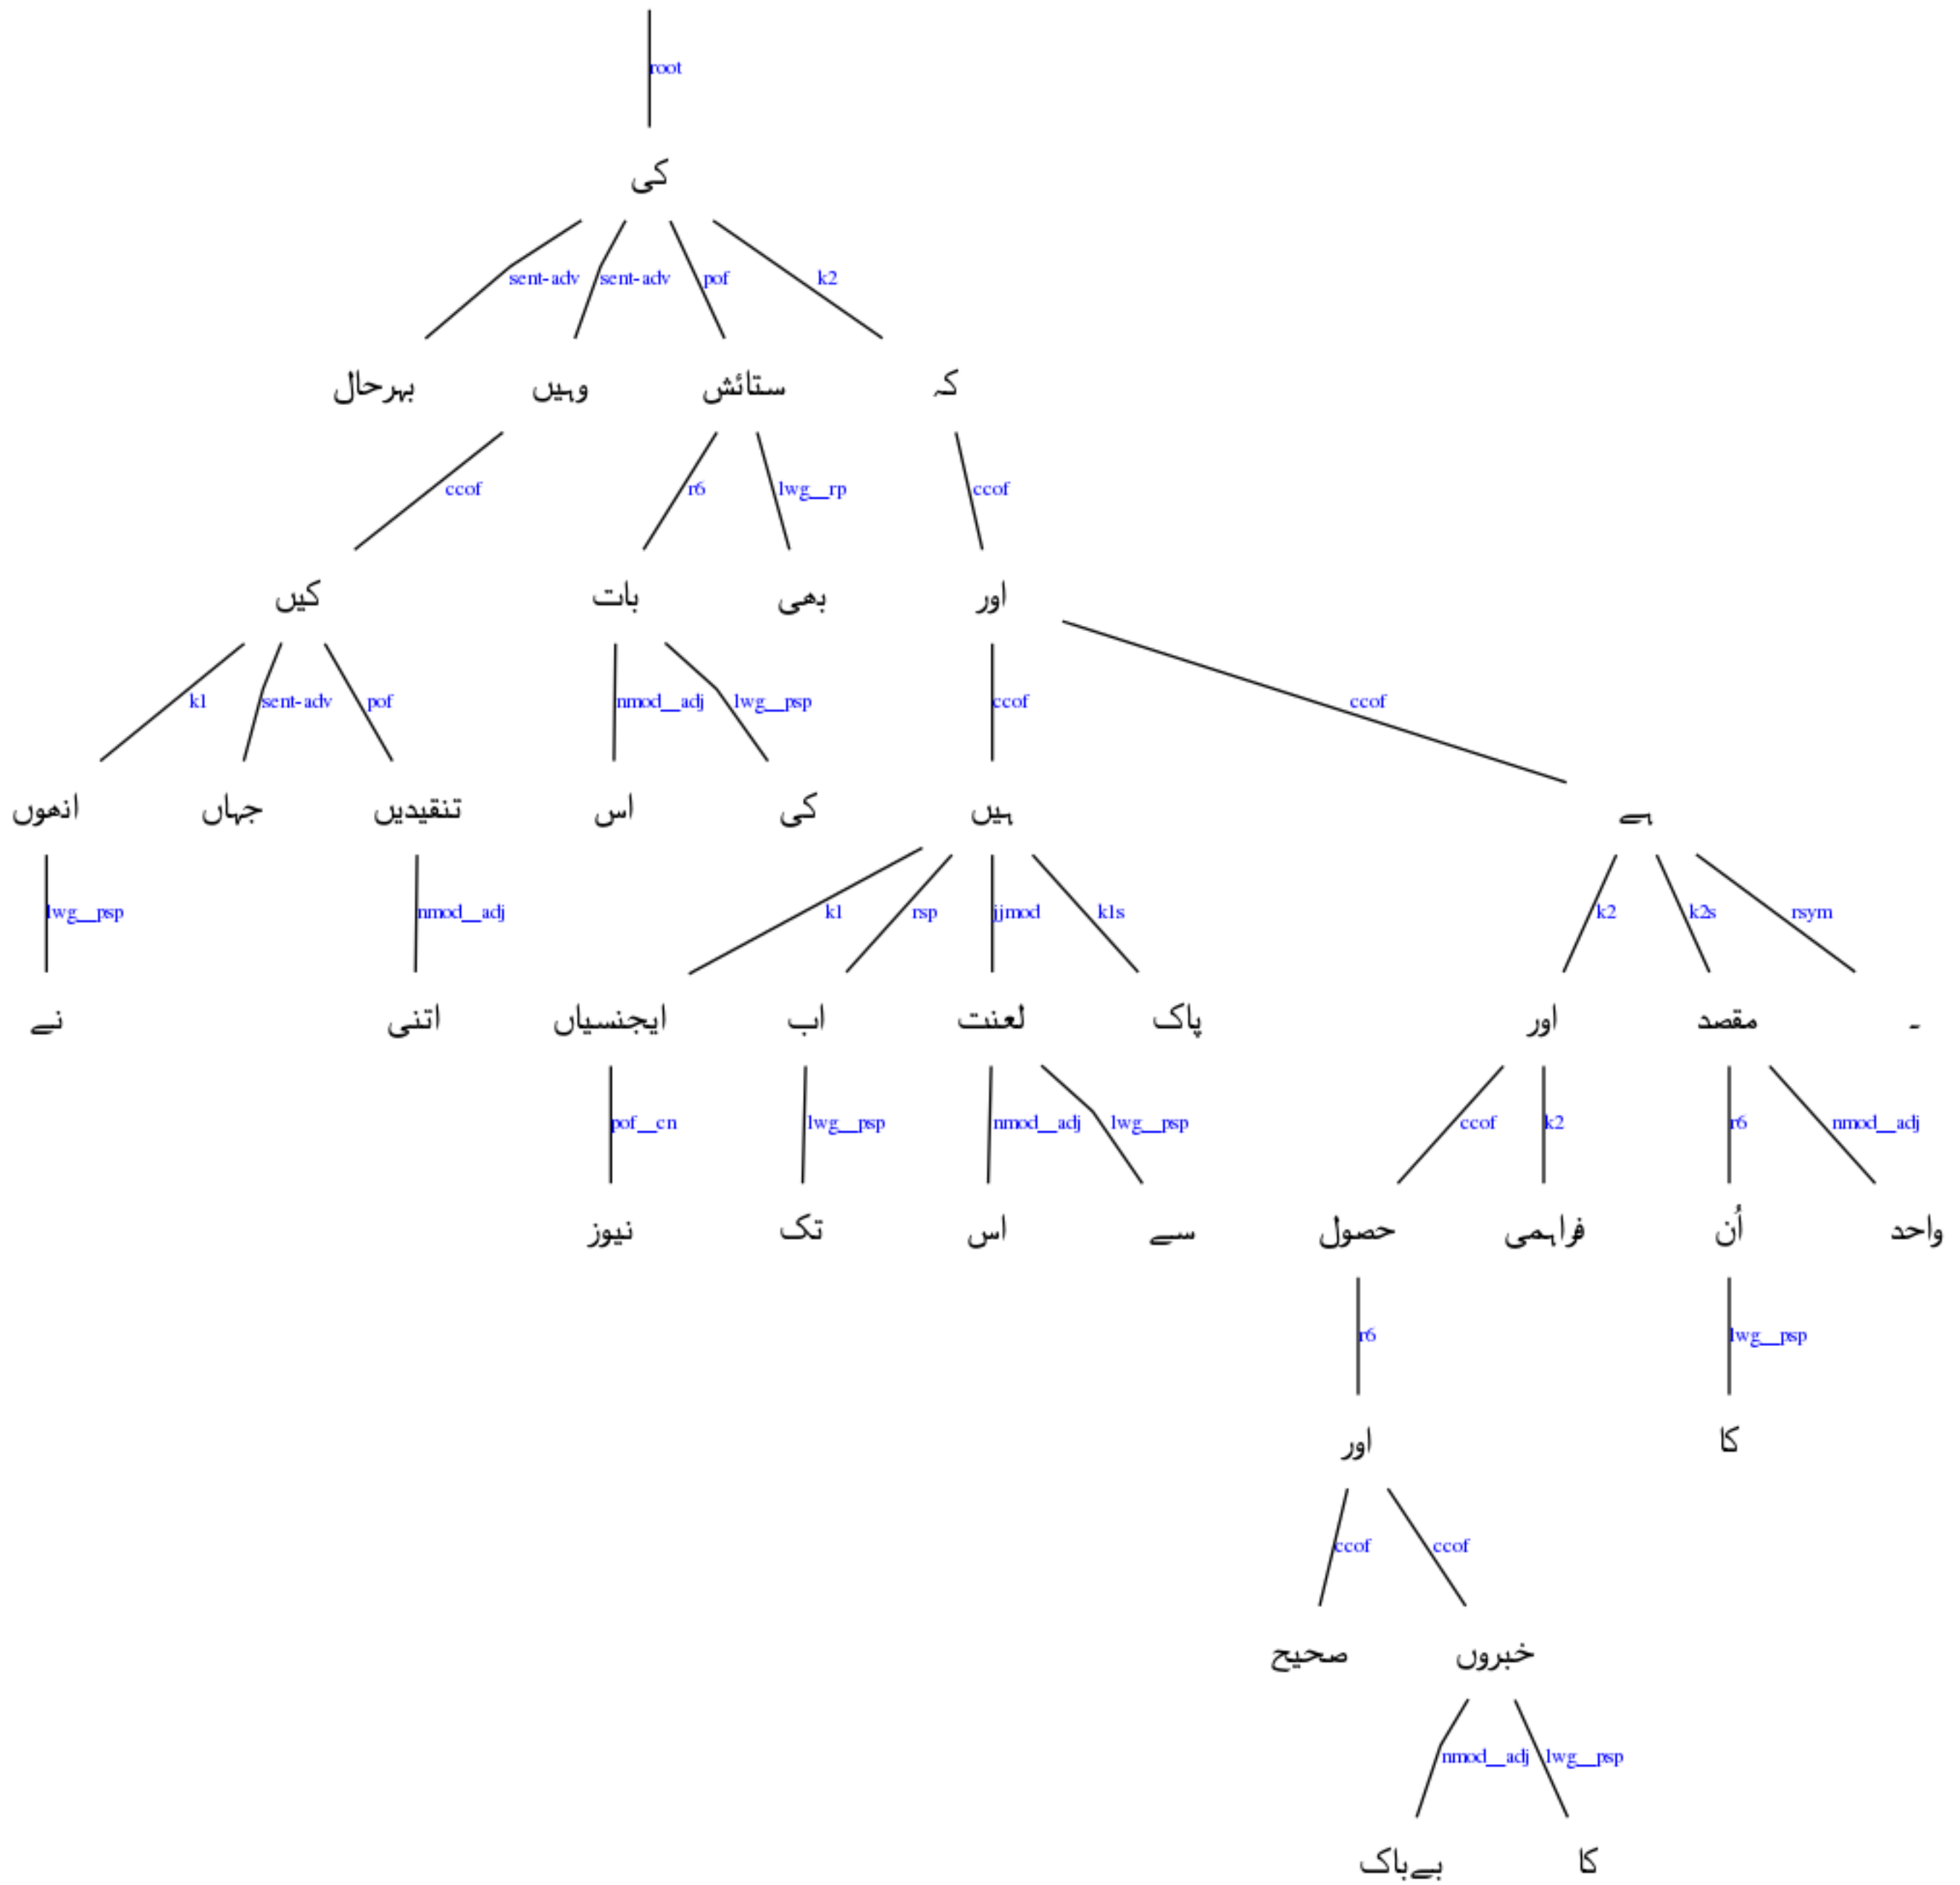 root
کی
sent-adv sent-adv pof k2
بہرحال وہیں ستائش کہ
ccof r6 lwg__rp ccof
کیں بات بھی اور
k1 sent-adv pof nmod__adj lwg__psp ccof ccof
انھوں جہاں تنقیدیں اس کی ہیں ہے
lwg__psp nmod__adj k1 rsp jjmod k1s k2 k2s rsym
نے اتنی ایجنسیاں اب لعنت پاک اور مقصد ۔
pof__cn lwg__psp nmod__adj lwg__psp ccof k2 r6 nmod__adj
نیوز تک اس سے حصول فراہمی اُن واحد
r6 lwg__psp
اور کا
ccof ccof
صحیح خبروں
nmod__adj lwg__psp
بےباک کا